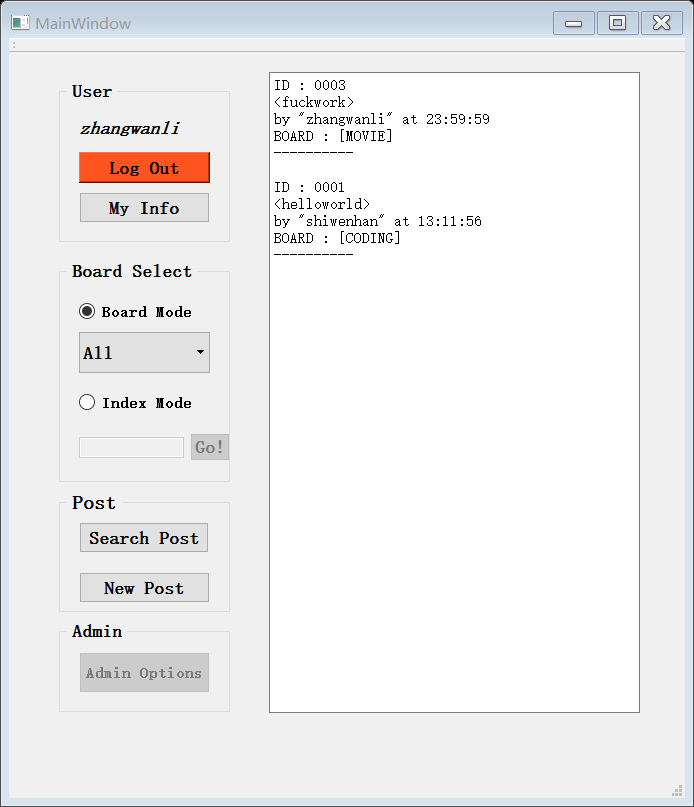 MainWindow
User
zhangwanli
Log Out
My Info
Board Select
Board Mode
All
Index Mode
Go!
Post
Search Post
New Post
Admin
Admin Options
ID : 0003
<fuckwork>
by "zhangwanli" at 23:59:59
BOARD : [MOVIE]
----------
ID : 0001
<helloworld>
by "shiwenhan" at 13:11:56
BOARD : [CODING]
----------